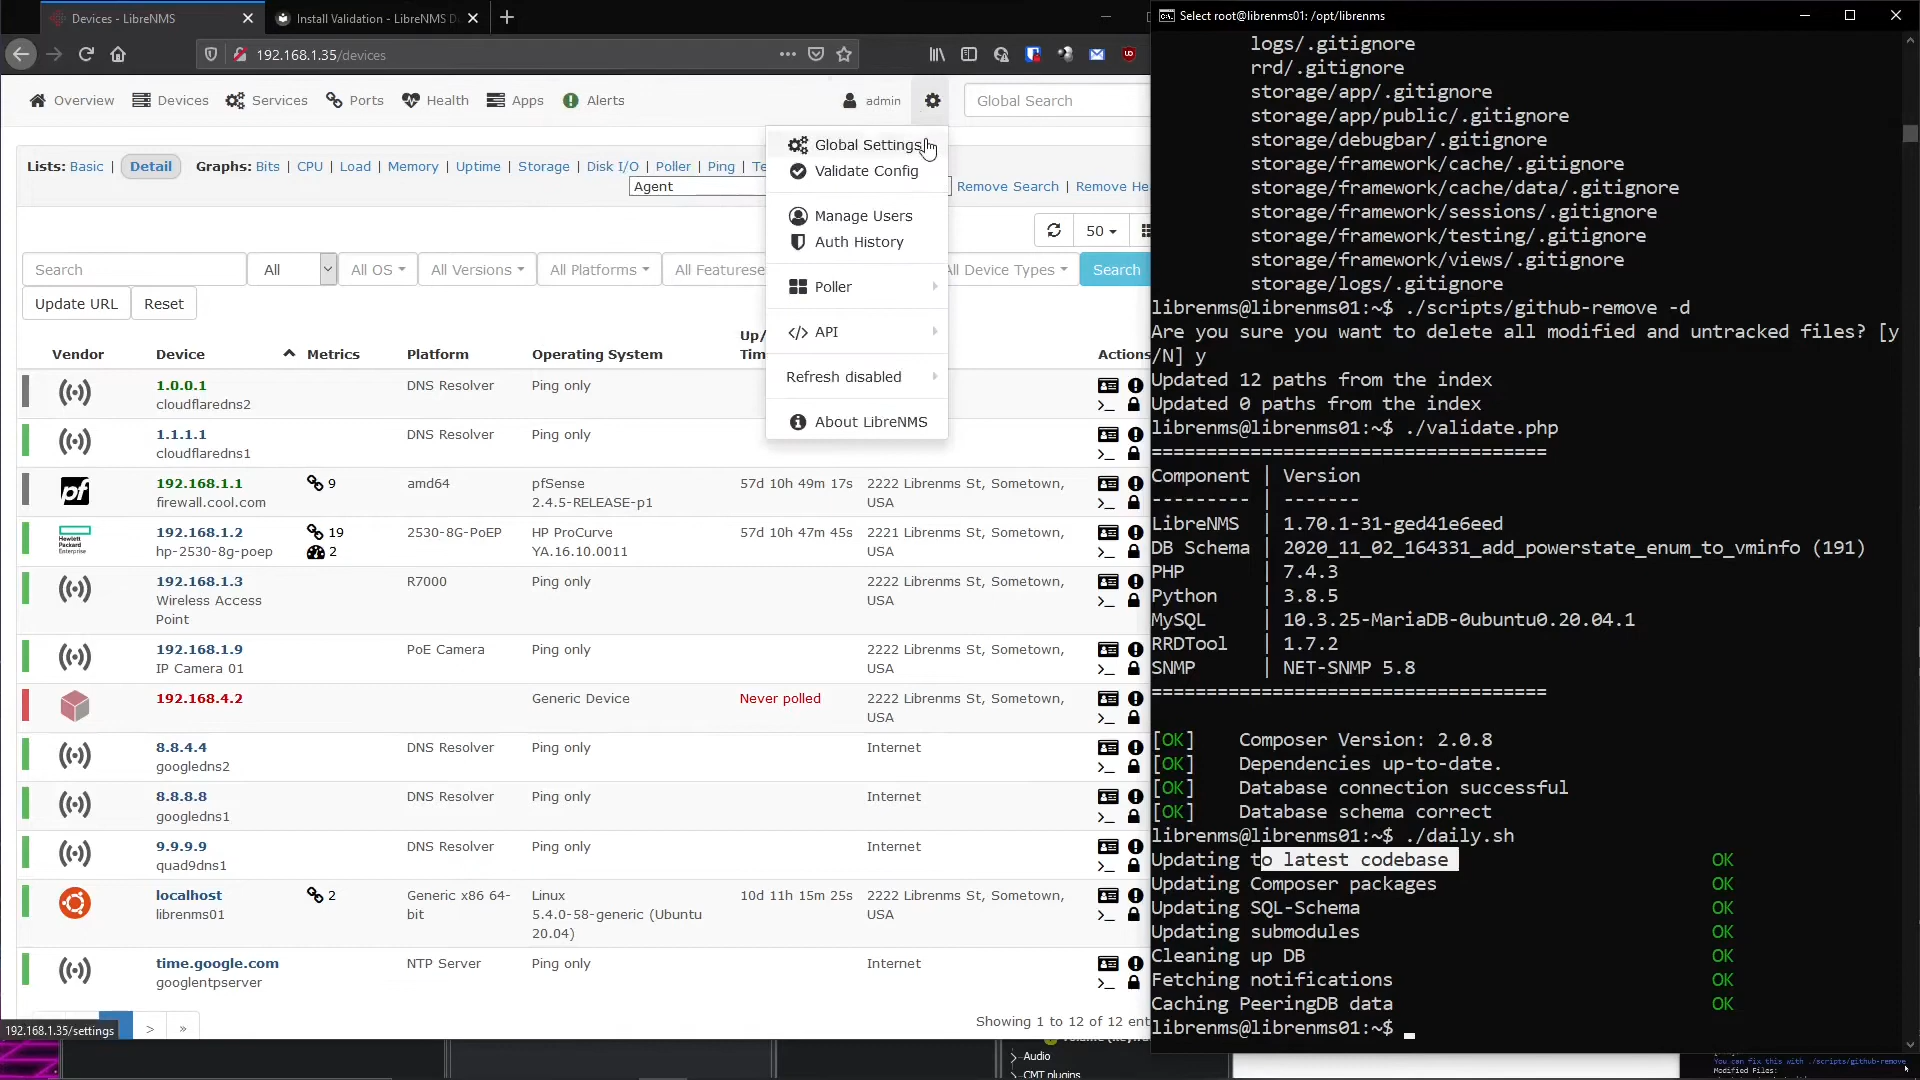 Devices - LibreNMS
Install Validation - LibreNMS D
192.168.1.35/devices
Overview Devices Services Ports Health Apps Alerts admin Global Search
Lists: Basic | Detail Graphs: Bits | CPU | Load | Memory | Uptime | Storage | Disk I/O | Poller | Ping | Te
Agent Remove Search | Remove He
50
Search All All OS All Versions All Platforms All Featurese All Device Types Search
Update URL Reset
Global Settings
Validate Config
Manage Users
Auth History
Poller
API
Refresh disabled
About LibreNMS
Vendor Device Metrics Platform Operating System Up/ Tim Actions
1.0.0.1 DNS Resolver Ping only
cloudflaredns2
1.1.1.1 DNS Resolver Ping only
cloudflaredns1
pf 192.168.1.1 9 amd64 pfSense 57d 10h 49m 17s 2222 Librenms St, Sometown,
firewall.cool.com 2.4.5-RELEASE-p1 USA
Hewlett Packard Enterprise 192.168.1.2 19 2530-8G-PoEP HP ProCurve 57d 10h 47m 45s 2221 Librenms St, Sometown,
hp-2530-8g-poep 2 YA.16.10.0011 USA
192.168.1.3 R7000 Ping only 2222 Librenms St, Sometown,
Wireless Access USA
Point
192.168.1.9 PoE Camera Ping only 2222 Librenms St, Sometown,
IP Camera 01 USA
192.168.4.2 Generic Device Never polled 2222 Librenms St, Sometown,
USA
8.8.4.4 DNS Resolver Ping only Internet
googledns2
8.8.8.8 DNS Resolver Ping only Internet
googledns1
9.9.9.9 DNS Resolver Ping only Internet
quad9dns1
localhost 2 Generic x86 64- Linux 10d 11h 15m 25s 2222 Librenms St, Sometown,
librenms01 bit 5.4.0-58-generic (Ubuntu USA
20.04)
time.google.com NTP Server Ping only Internet
googlentpserver
> »
Showing 1 to 12 of 12 ent
192.168.1.35/settings
Audio
CMT plugins
Select root@librenms01: /opt/librenms
logs/.gitignore
rrd/.gitignore
storage/app/.gitignore
storage/app/public/.gitignore
storage/debugbar/.gitignore
storage/framework/cache/.gitignore
storage/framework/cache/data/.gitignore
storage/framework/sessions/.gitignore
storage/framework/testing/.gitignore
storage/framework/views/.gitignore
storage/logs/.gitignore
librenms@librenms01:~$ ./scripts/github-remove -d
Are you sure you want to delete all modified and untracked files? [y
/N] y
Updated 12 paths from the index
Updated 0 paths from the index
librenms@librenms01:~$ ./validate.php
====================================
Component | Version
--------- | -------
LibreNMS | 1.70.1-31-ged41e6eed
DB Schema | 2020_11_02_164331_add_powerstate_enum_to_vminfo (191)
PHP | 7.4.3
Python | 3.8.5
MySQL | 10.3.25-MariaDB-0ubuntu0.20.04.1
RRDTool | 1.7.2
SNMP | NET-SNMP 5.8
====================================
[OK] Composer Version: 2.0.8
[OK] Dependencies up-to-date.
[OK] Database connection successful
[OK] Database schema correct
librenms@librenms01:~$ ./daily.sh
Updating to latest codebase OK
Updating Composer packages OK
Updating SQL-Schema OK
Updating submodules OK
Cleaning up DB OK
Fetching notifications OK
Caching PeeringDB data OK
librenms@librenms01:~$
You can fix this with ./scripts/github-remove
Modified Files: